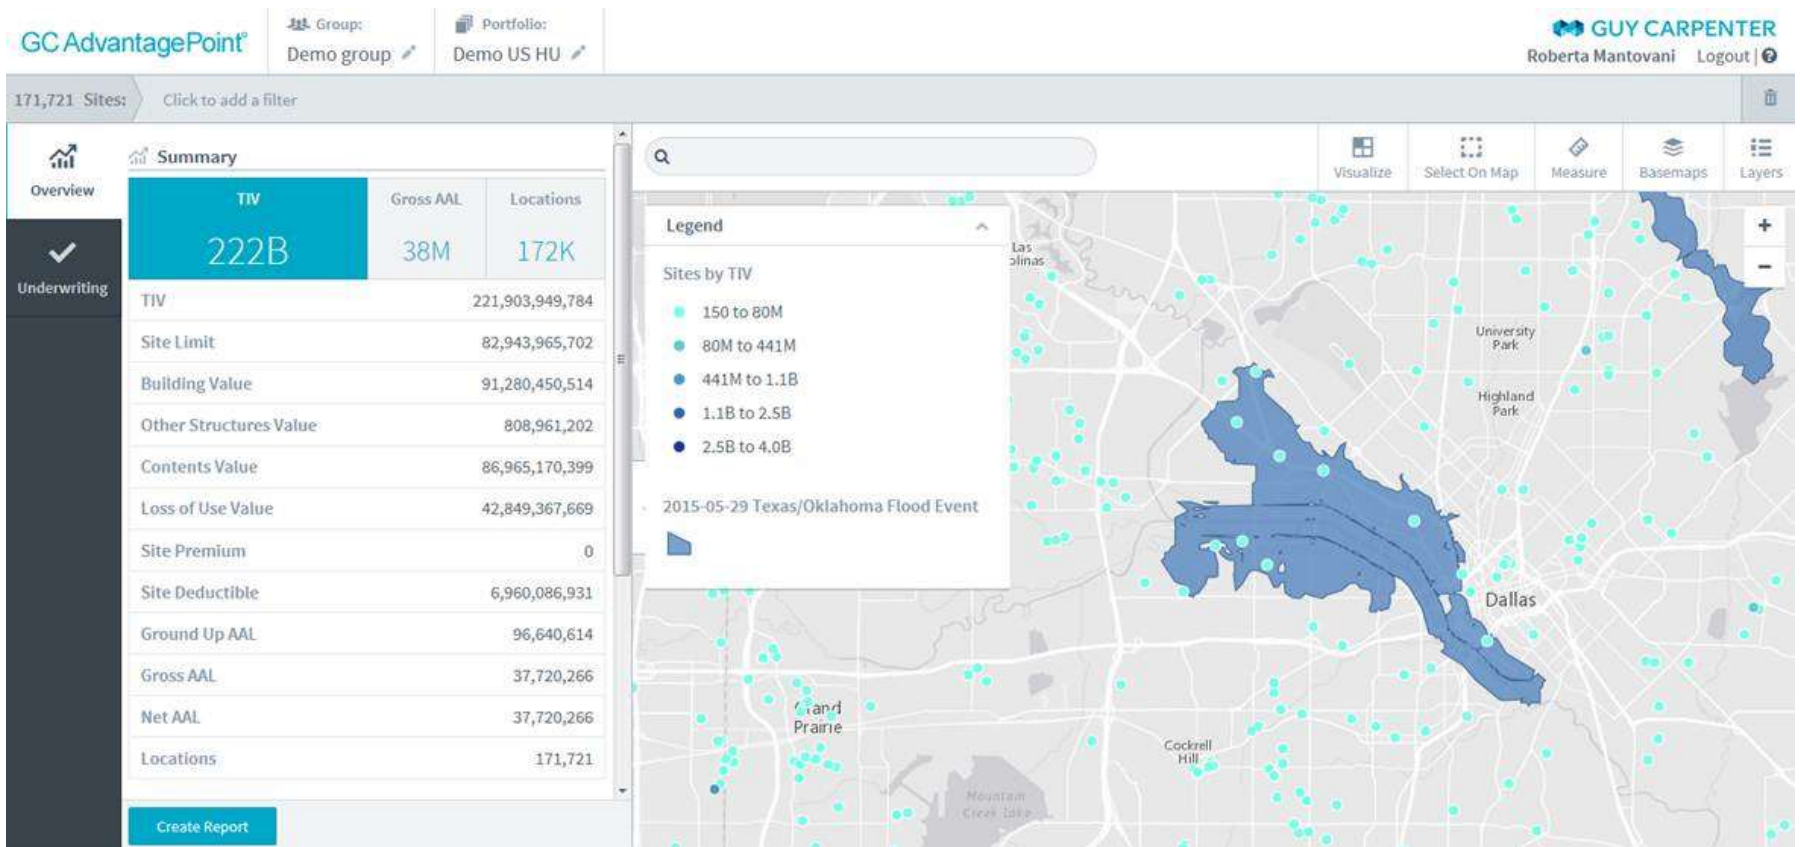 GC AdvantagePoint®
Group:
Demo group
Portfolio:
Demo US HU
GUY CARPENTER
Roberta Mantovani Logout |
171,721 Sites:
Click to add a filter
Overview
Underwriting
Summary
TIV Gross AAL Locations
222B 38M 172K
TIV 221,903,949,784
Site Limit 82,943,965,702
Building Value 91,280,450,514
Other Structures Value 808,961,202
Contents Value 86,965,170,399
Loss of Use Value 42,849,367,669
Site Premium 0
Site Deductible 6,960,086,931
Ground Up AAL 96,640,614
Gross AAL 37,720,266
Net AAL 37,720,266
Locations 171,721
Create Report
Visualize Select On Map Measure Basemaps Layers
Legend
Sites by TIV
150 to 80M
80M to 441M
441M to 1.1B
1.1B to 2.5B
2.5B to 4.0B
2015-05-29 Texas/Oklahoma Flood Event
+
-
Las
University
Park
Highland
Park
Dallas
Grand
Prairie
Cockrell
Hill
Mountain
Creek Lake